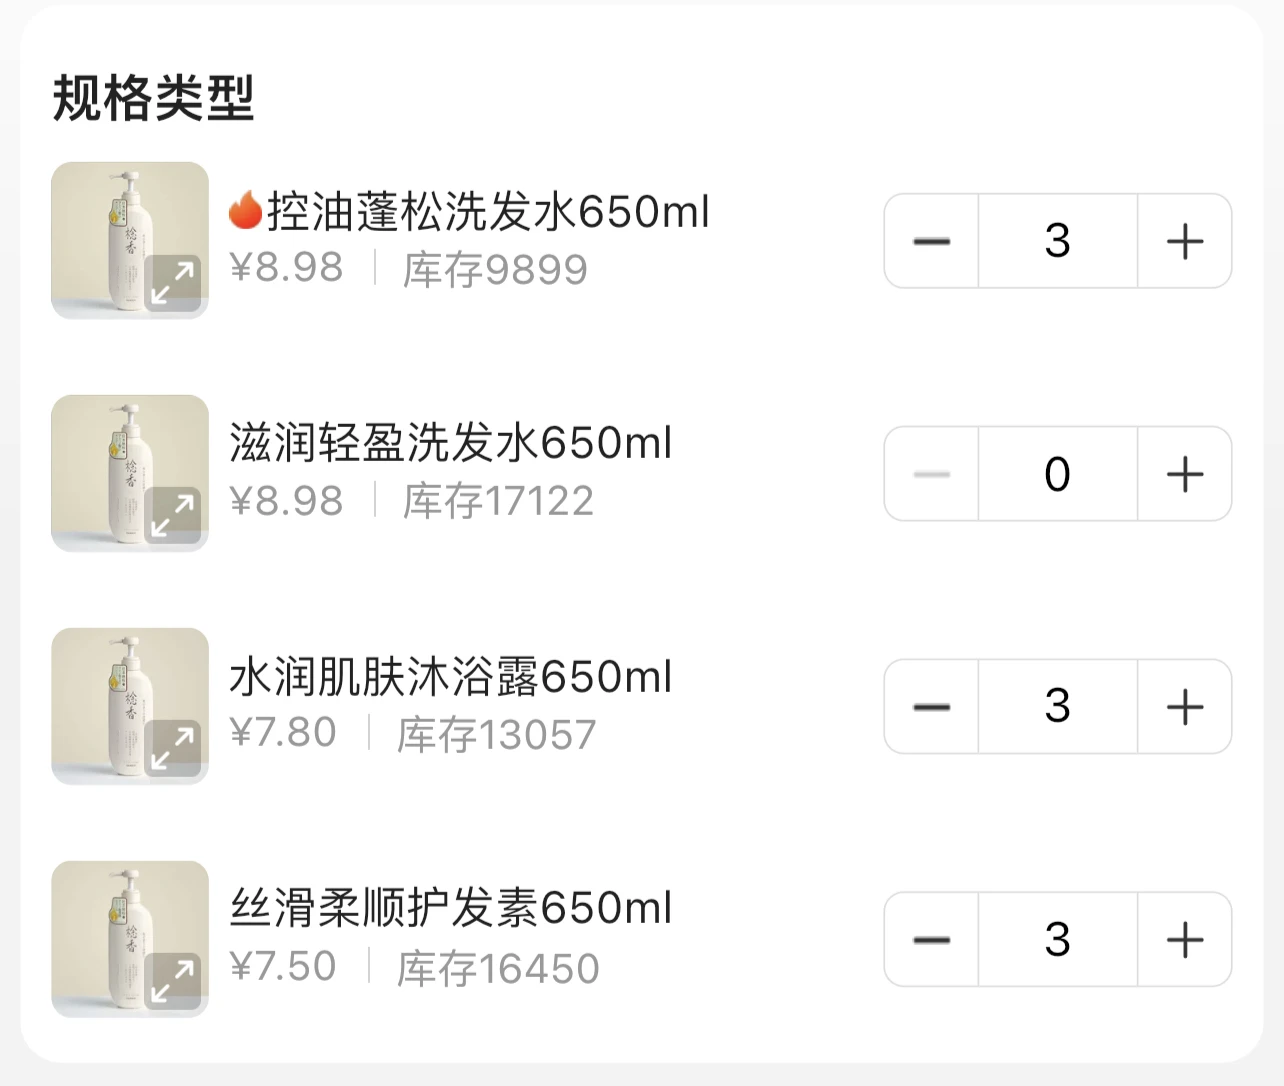 规格类型
🔥控油蓬松洗发水650ml
¥8.98 | 库存9899
3
滋润轻盈洗发水650ml
¥8.98 | 库存17122
0
水润肌肤沐浴露650ml
¥7.80 | 库存13057
3
丝滑柔顺护发素650ml
¥7.50 | 库存16450
3